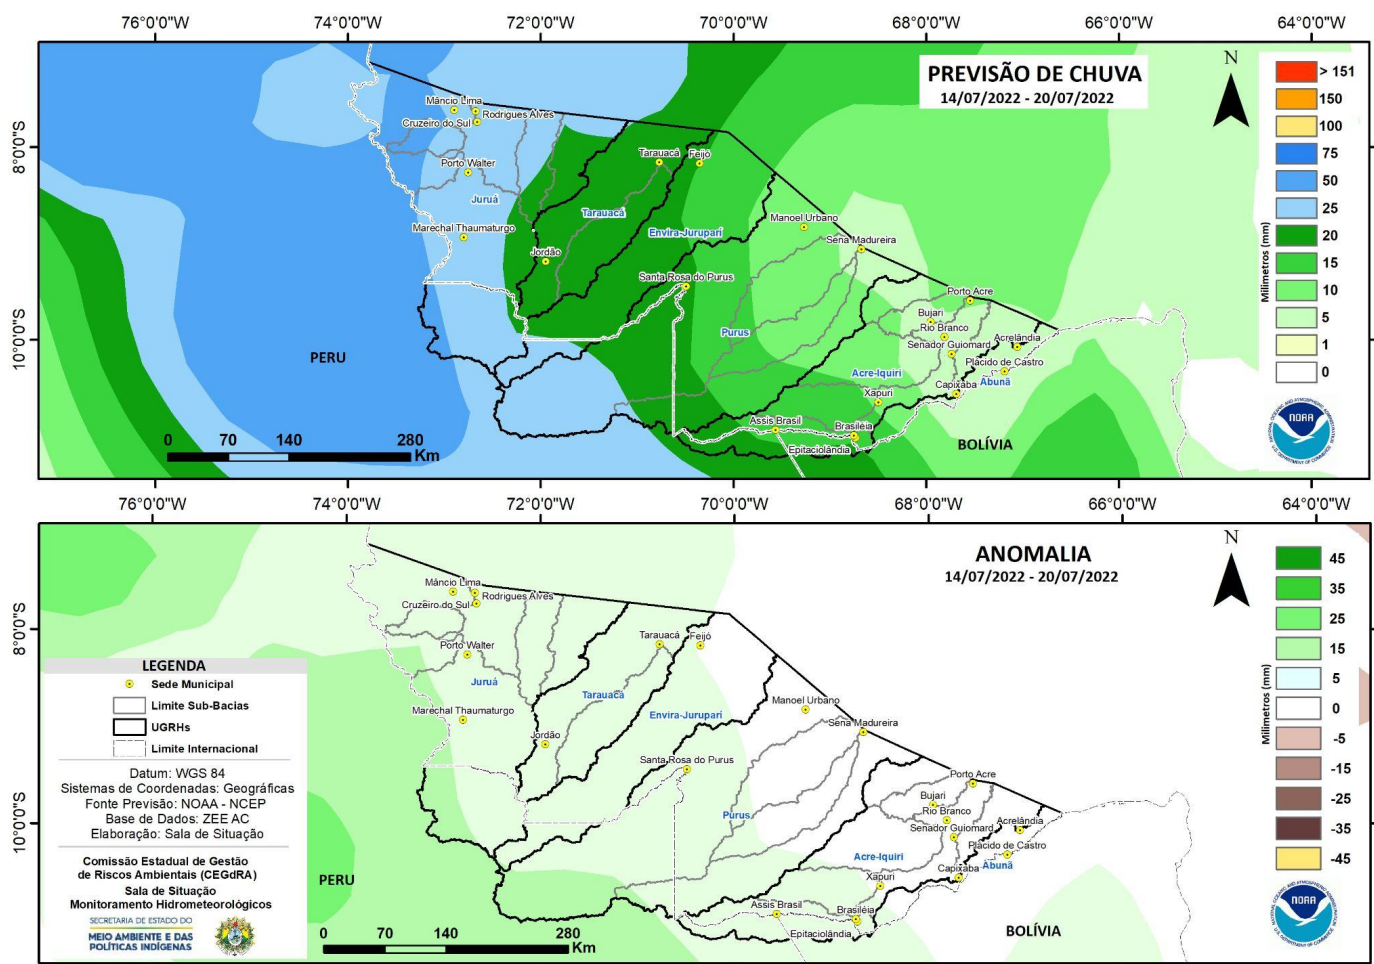 76°0'0"W 74°0'0"W 72°0'0"W 70°0'0"W 68°0'0"W 66°0'0"W 64°0'0"W
8°0'0"S
10°0'0"S
PREVISÃO DE CHUVA
14/07/2022 - 20/07/2022
N
Mâncio Lima
Rodrigues Alves
Cruzeiro do Sul
Porto Walter
Juruá
Marechal Thaumaturgo
Tarauacá
Feijó
Tarauacá
Envira-Jurupari
Jordão
Santa Rosa do Purus
Manoel Urbano
Sena Madureira
Purus
Porto Acre
Bujari
Rio Branco
Senador Guiomard
Acrelândia
Plácido de Castro
Abunã
Acre-Iquiri
Capixaba
Xapuri
Assis Brasil
Brasiléia
Epitaciolândia
PERU
BOLÍVIA
0 70 140 280
Km
Milimetros (mm)
> 151
150
100
75
50
25
20
15
10
5
1
0
NOAA
76°0'0"W 74°0'0"W 72°0'0"W 70°0'0"W 68°0'0"W 66°0'0"W 64°0'0"W
8°0'0"S
10°0'0"S
ANOMALIA
14/07/2022 - 20/07/2022
N
Mâncio Lima
Rodrigues Alves
Cruzeiro do Sul
Porto Walter
Juruá
Marechal Thaumaturgo
Tarauacá
Feijó
Tarauacá
Envira-Jurupari
Jordão
Santa Rosa do Purus
Manoel Urbano
Sena Madureira
Purus
Porto Acre
Bujari
Rio Branco
Senador Guiomard
Acrelândia
Plácido de Castro
Abunã
Acre-Iquiri
Capixaba
Xapuri
Assis Brasil
Brasiléia
Epitaciolândia
PERU
BOLÍVIA
0 70 140 280
Km
Milimetros (mm)
45
35
25
15
5
0
-5
-15
-25
-35
-45
NOAA
LEGENDA
Sede Municipal
Limite Sub-Bacias
UGRHs
Limite Internacional
Datum: WGS 84
Sistemas de Coordenadas: Geográficas
Fonte Previsão: NOAA - NCEP
Base de Dados: ZEE AC
Elaboração: Sala de Situação
Comissão Estadual de Gestão
de Riscos Ambientais (CEGdRA)
Sala de Situação
Monitoramento Hidrometeorológicos
SECRETARIA DE ESTADO DO
MEIO AMBIENTE E DAS
POLÍTICAS INDÍGENAS